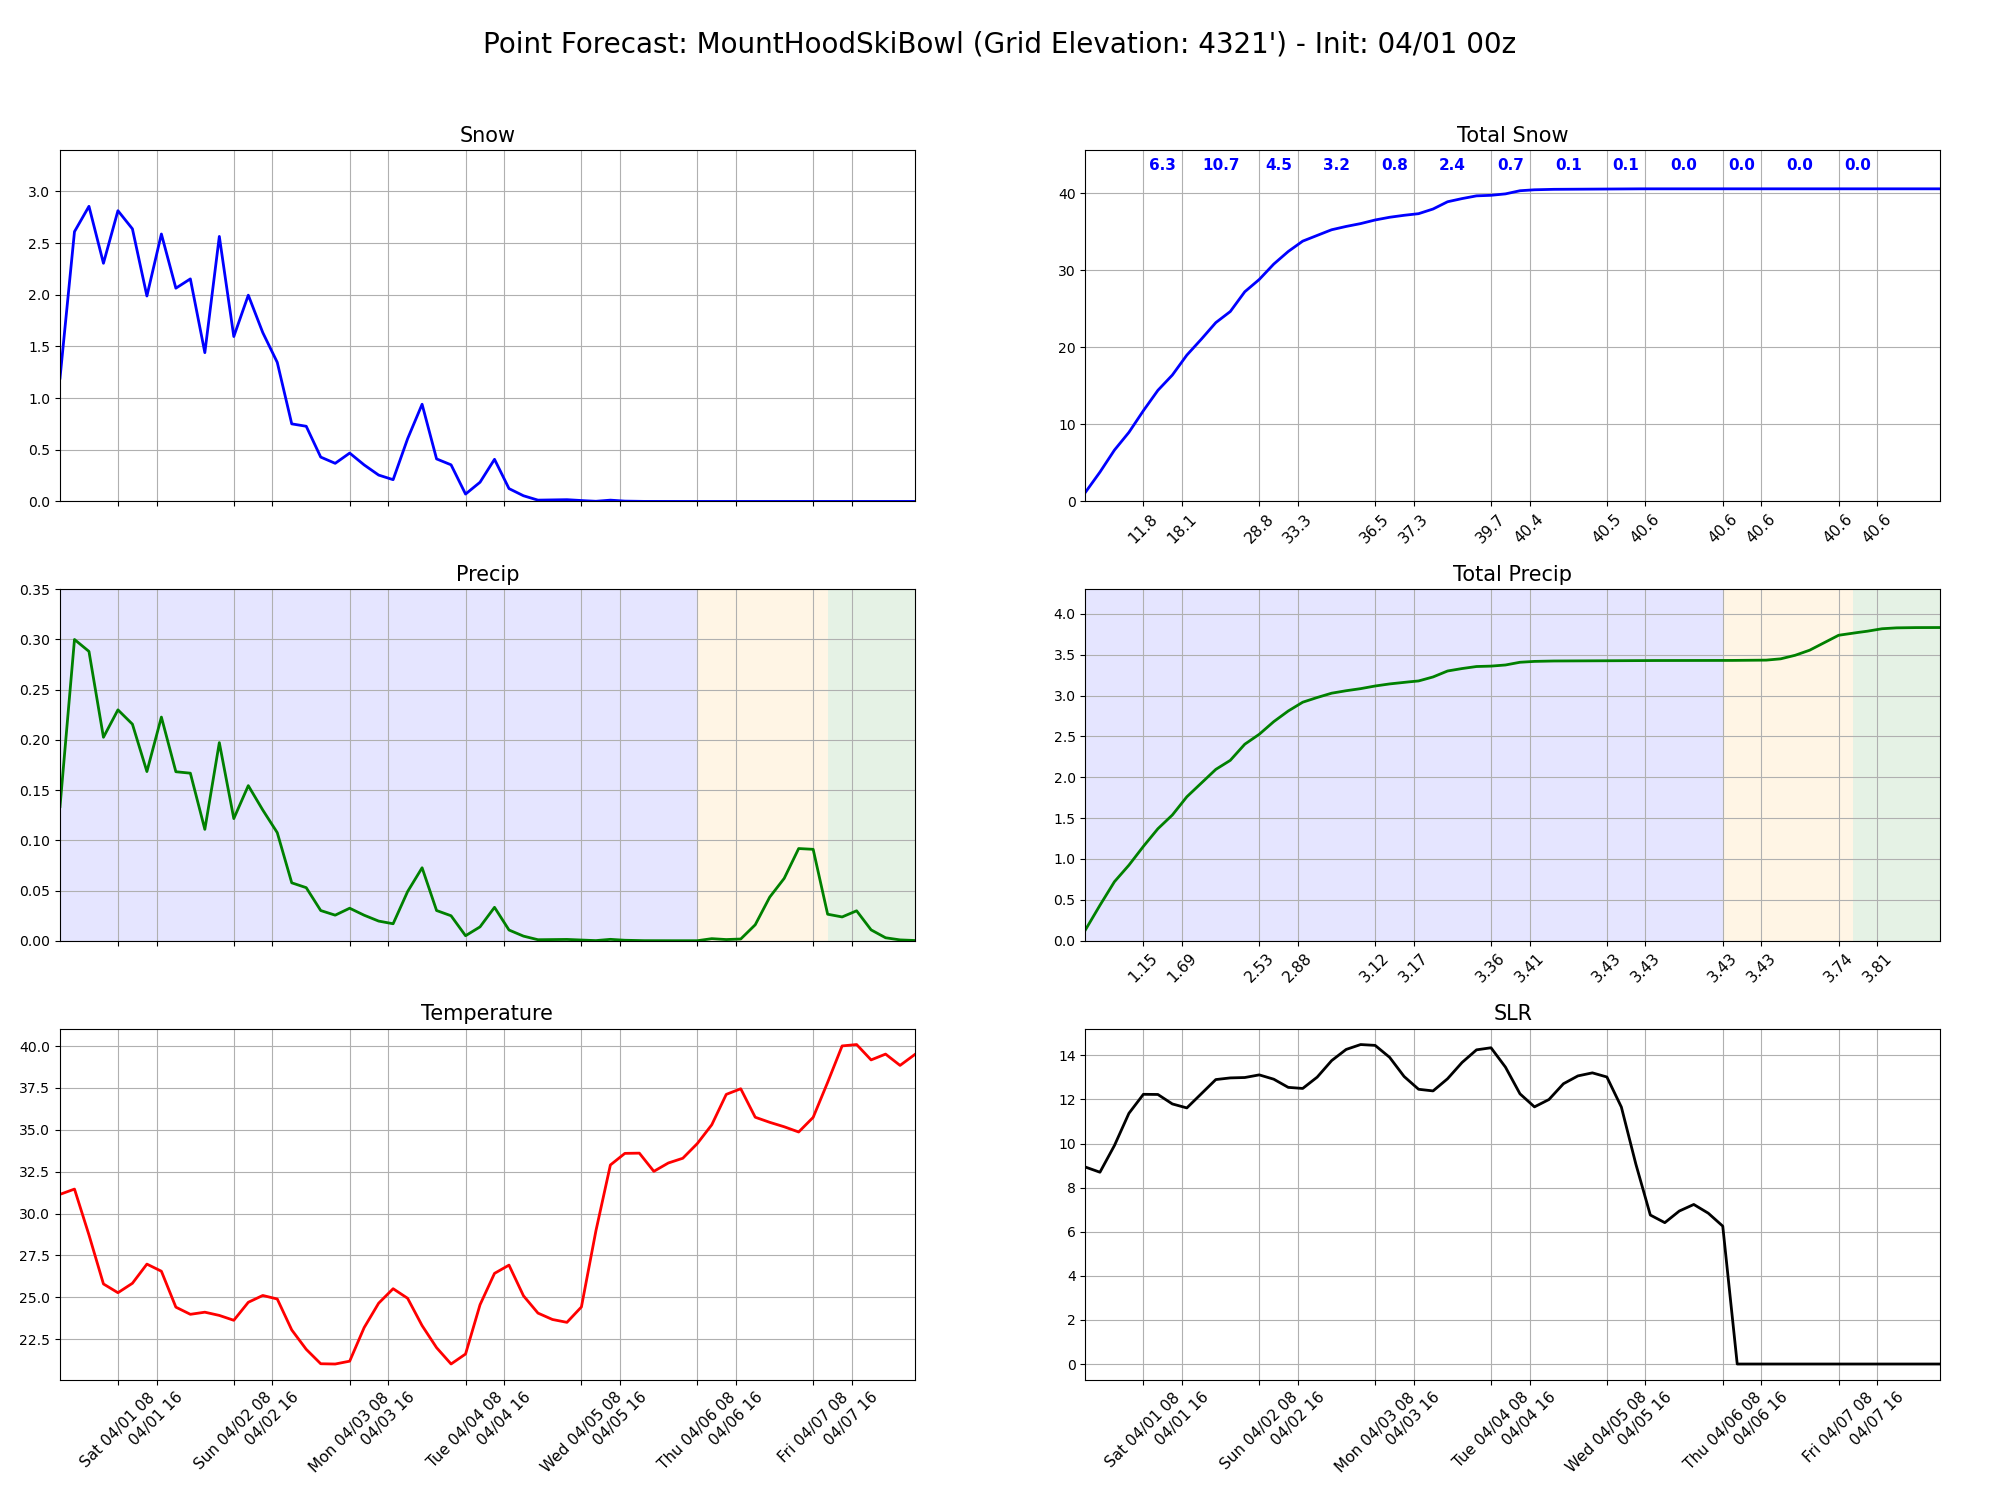 Point Forecast: MountHoodSkiBowl (Grid Elevation: 4321') - Init: 04/01 00z
Snow
3.0
2.5
2.0
1.5
1.0
0.5
0.0
Total Snow
6.3 10.7 4.5 3.2 0.8 2.4 0.7 0.1 0.1 0.0 0.0 0.0 0.0
40
30
20
10
0
11.8 18.1 28.8 33.3 36.5 37.3 39.7 40.4 40.5 40.6 40.6 40.6 40.6 40.6
Precip
0.35
0.30
0.25
0.20
0.15
0.10
0.05
0.00
Total Precip
4.0
3.5
3.0
2.5
2.0
1.5
1.0
0.5
0.0
1.15 1.69 2.53 2.88 3.12 3.17 3.36 3.41 3.43 3.43 3.43 3.43 3.74 3.81
Temperature
40.0
37.5
35.0
32.5
30.0
27.5
25.0
22.5
Sat 04/01 08
04/01 16
Sun 04/02 08
04/02 16
Mon 04/03 08
04/03 16
Tue 04/04 08
04/04 16
Wed 04/05 08
04/05 16
Thu 04/06 08
04/06 16
Fri 04/07 08
04/07 16
SLR
14
12
10
8
6
4
2
0
Sat 04/01 08
04/01 16
Sun 04/02 08
04/02 16
Mon 04/03 08
04/03 16
Tue 04/04 08
04/04 16
Wed 04/05 08
04/05 16
Thu 04/06 08
04/06 16
Fri 04/07 08
04/07 16